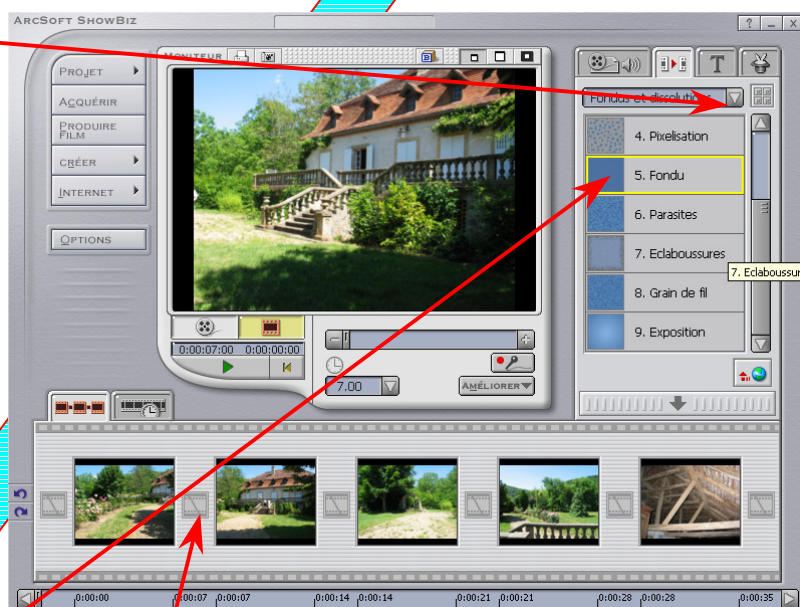 ArcSoft ShowBiz
? _ X
Projet
Acquérir
Produire
Film
Créer
Internet
Options
Moniteur
0:00:07:00 0:00:00:00
7.00
Améliorer
T
Fondus et dissolutions
4. Pixelisation
5. Fondu
6. Parasites
7. Eclaboussures
7. Eclaboussur
8. Grain de fil
9. Exposition
0:00:00 0:00:07 0:00:07 0:00:14 0:00:14 0:00:21 0:00:21 0:00:28 0:00:28 0:00:35